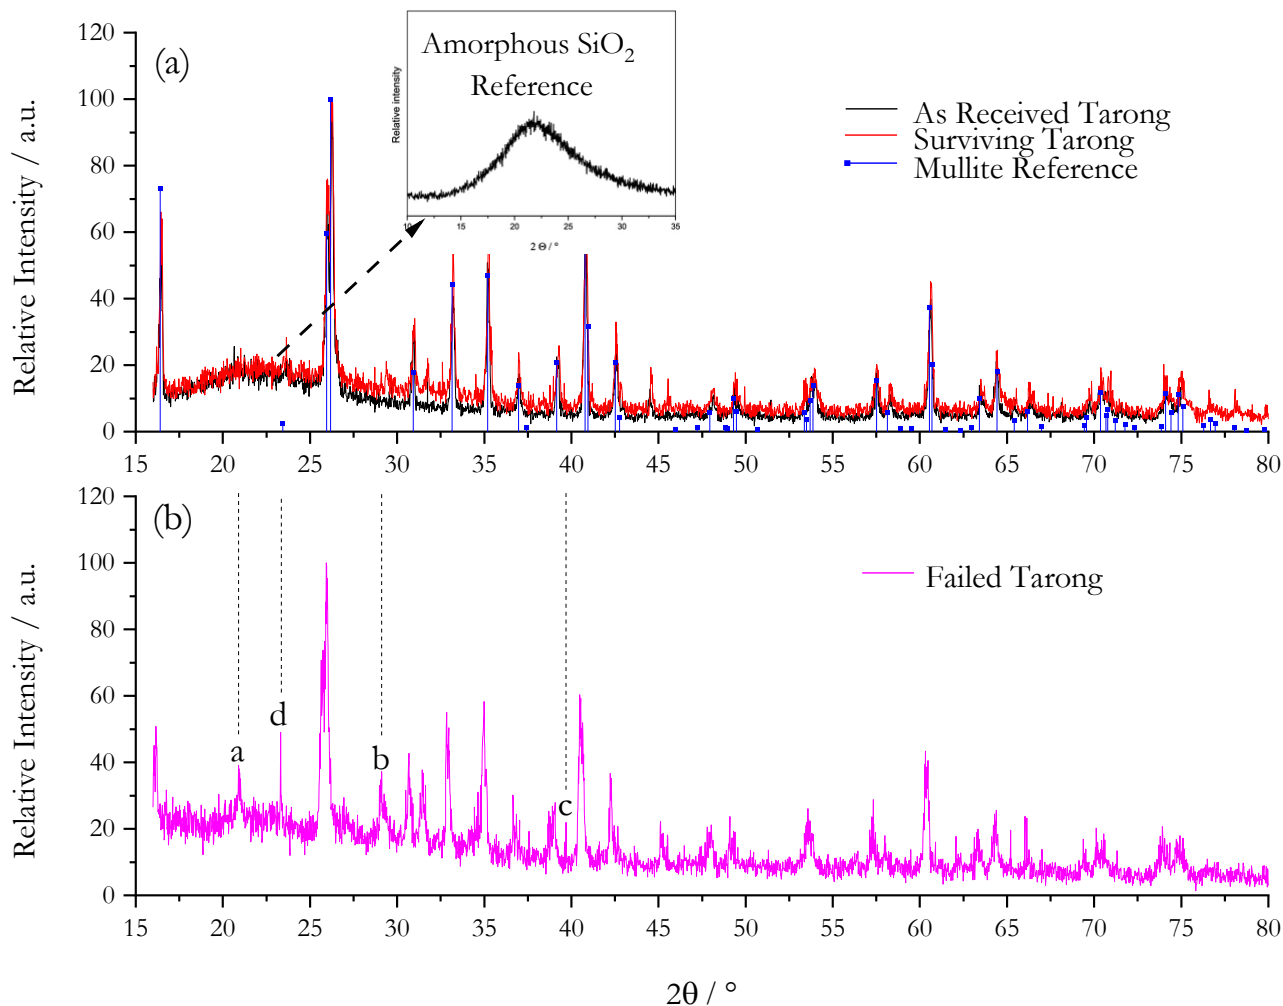 (a)
Amorphous SiO2
Reference
Relative intensity
10 15 20 25 30 35
2 Θ / °
As Received Tarong
Surviving Tarong
Mullite Reference
Relative Intensity / a.u.
120
100
80
60
40
20
0
15 20 25 30 35 40 45 50 55 60 65 70 75 80
(b)
Failed Tarong
a
d
b
c
Relative Intensity / a.u.
120
100
80
60
40
20
0
15 20 25 30 35 40 45 50 55 60 65 70 75 80
2θ / °